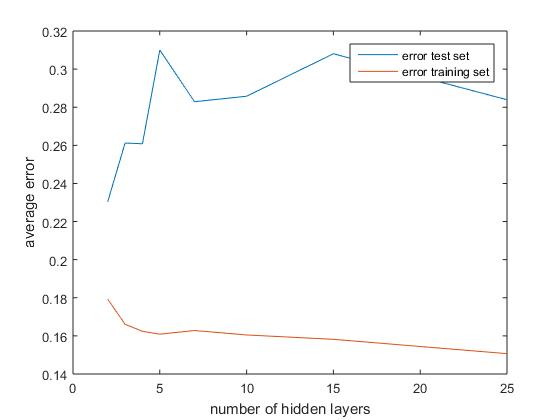 0.32
0.3
0.28
0.26
0.24
0.22
0.2
0.18
0.16
0.14
average error
error test set
error training set
0 5 10 15 20 25
number of hidden layers